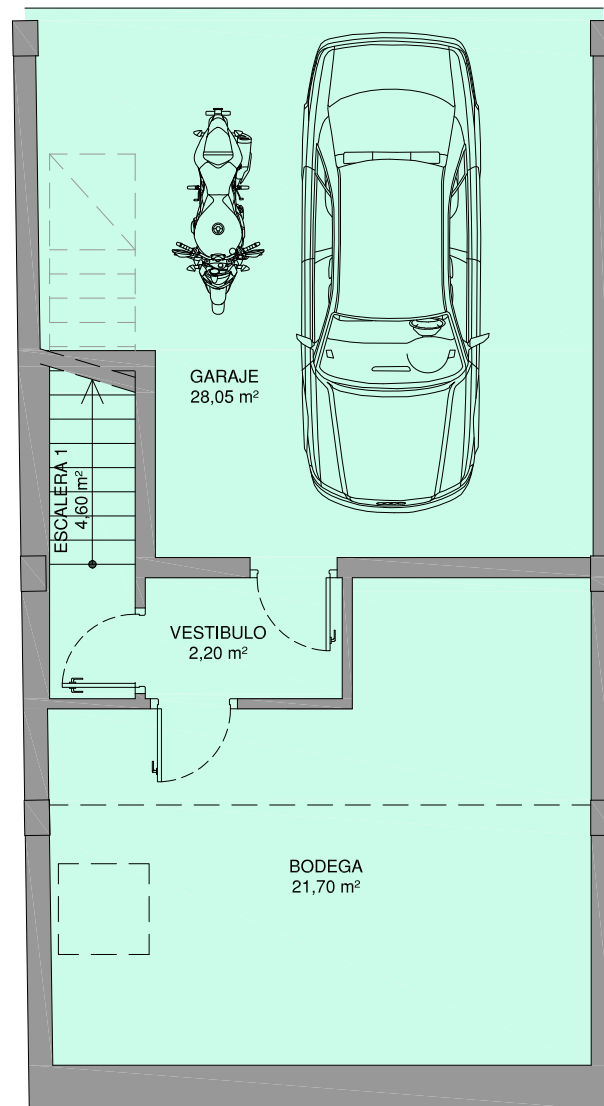 GARAJE
28,05 m²
ESCALERA 1
4,60 m²
VESTIBULO
2,20 m²
BODEGA
21,70 m²